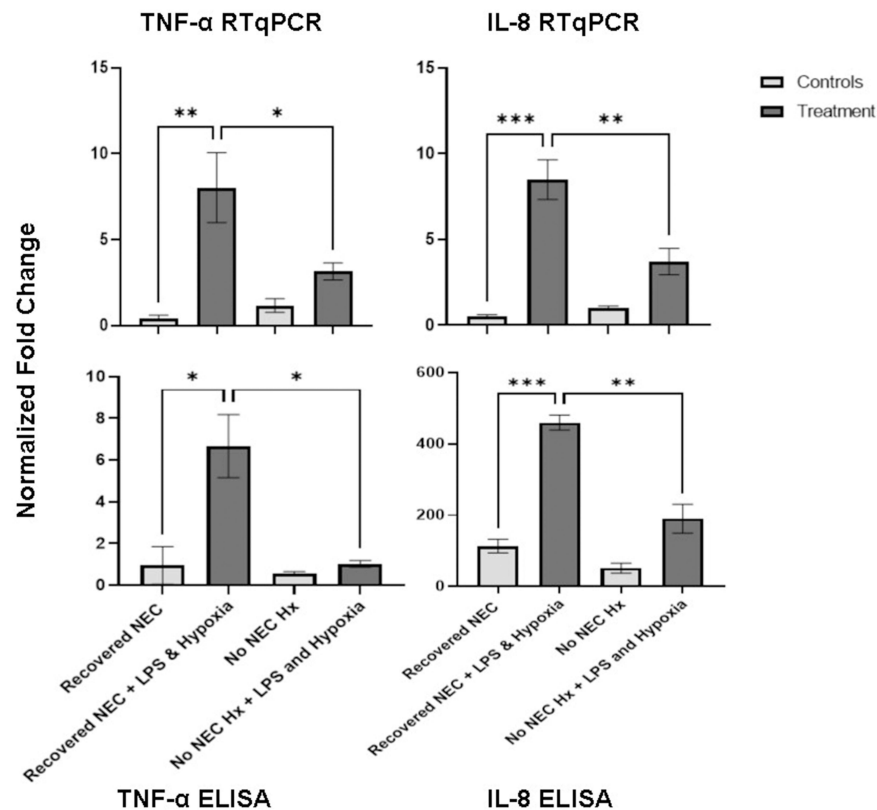 TNF-α RTqPCR
IL-8 RTqPCR
Controls
Treatment
Normalized Fold Change
15
10
5
0
**
*
15
10
5
0
***
**
10
8
6
4
2
0
*
*
600
400
200
0
***
**
Recovered NEC
Recovered NEC + LPS & Hypoxia
No NEC Hx
No NEC Hx + LPS and Hypoxia
Recovered NEC
Recovered NEC + LPS & Hypoxia
No NEC Hx
No NEC Hx + LPS and Hypoxia
TNF-α ELISA
IL-8 ELISA